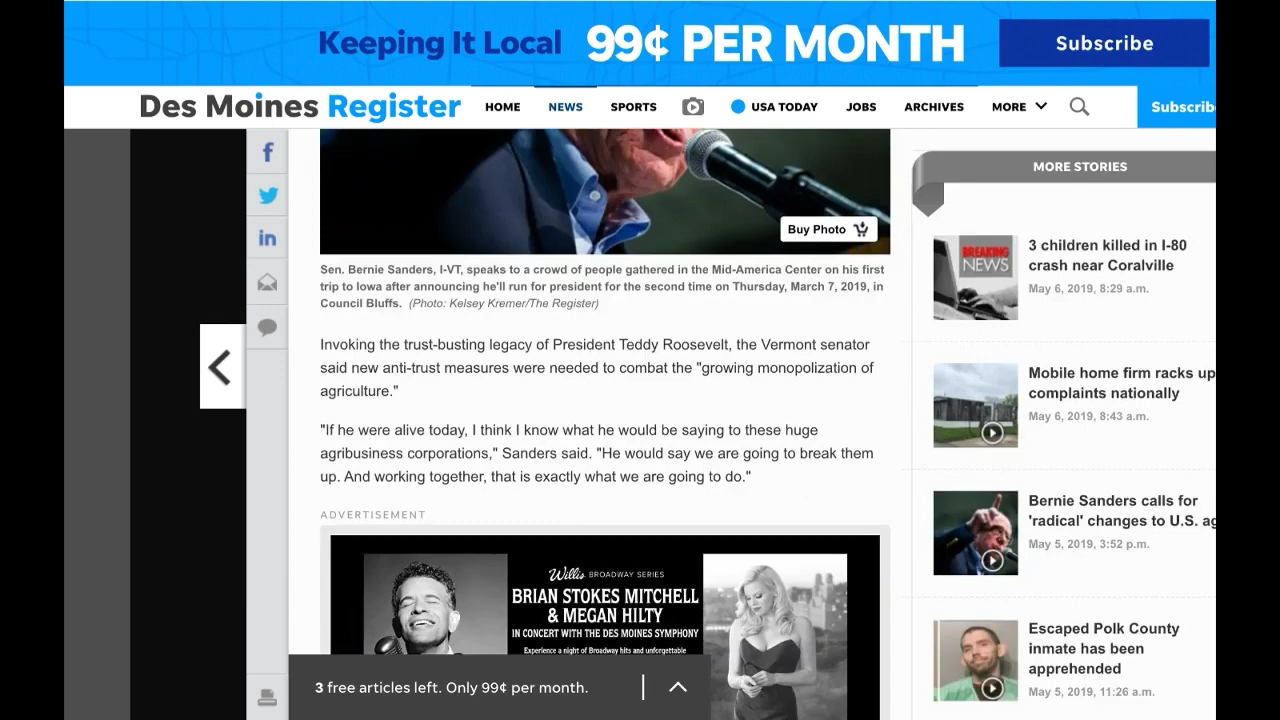 Keeping It Local 99¢ PER MONTH Subscribe
Des Moines Register HOME NEWS SPORTS USA TODAY JOBS ARCHIVES MORE Subscrib
MORE STORIES
Buy Photo
Sen. Bernie Sanders, I-VT, speaks to a crowd of people gathered in the Mid-America Center on his first
trip to Iowa after announcing he'll run for president for the second time on Thursday, March 7, 2019, in
Council Bluffs. (Photo: Kelsey Kremer/The Register)
Invoking the trust-busting legacy of President Teddy Roosevelt, the Vermont senator
said new anti-trust measures were needed to combat the "growing monopolization of
agriculture."
"If he were alive today, I think I know what he would be saying to these huge
agribusiness corporations," Sanders said. "He would say we are going to break them
up. And working together, that is exactly what we are going to do."
ADVERTISEMENT
Willis BROADWAY SERIES
BRIAN STOKES MITCHELL
& MEGAN HILTY
IN CONCERT WITH THE DES MOINES SYMPHONY
Experience a night of Broadway hits and unforgettable
3 free articles left. Only 99¢ per month.
BREAKING
NEWS
3 children killed in I-80
crash near Coralville
May 6, 2019, 8:29 a.m.
Mobile home firm racks up
complaints nationally
May 6, 2019, 8:43 a.m.
Bernie Sanders calls for
'radical' changes to U.S. ag
May 5, 2019, 3:52 p.m.
Escaped Polk County
inmate has been
apprehended
May 5, 2019, 11:26 a.m.